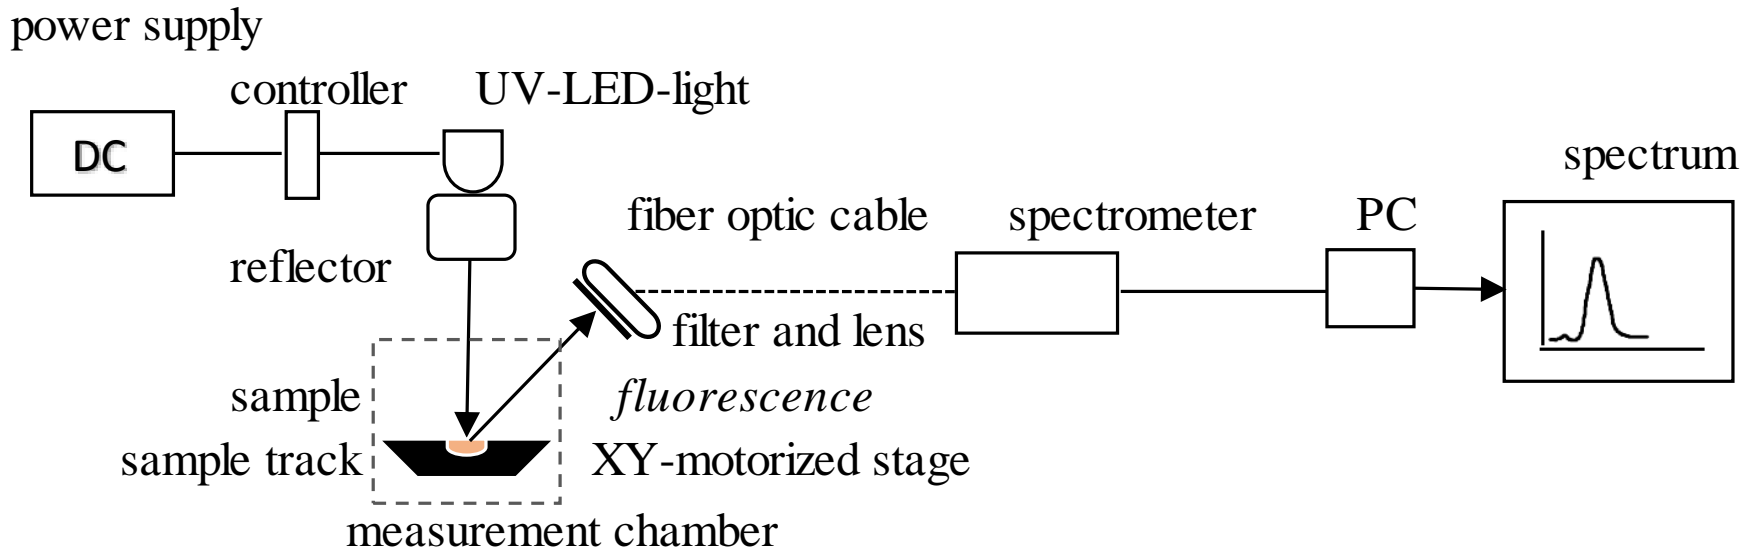 power supply
controller
UV-LED-light
DC
spectrum
fiber optic cable
spectrometer
PC
reflector
filter and lens
sample
fluorescence
sample track
XY-motorized stage
measurement chamber